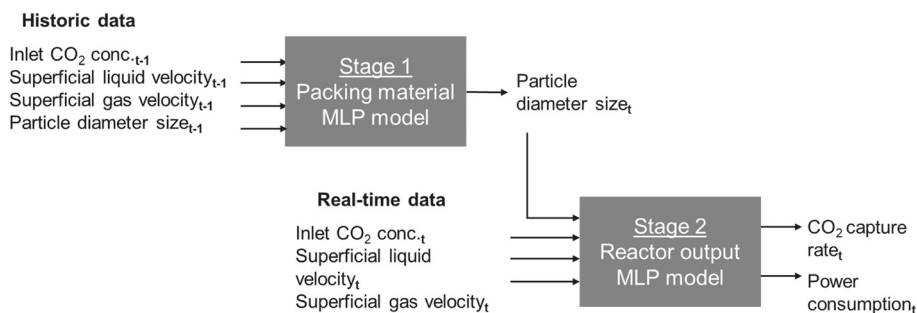 Historic data
Inlet CO₂ conc.t-1
Superficial liquid velocityt-1
Superficial gas velocityt-1
Particle diameter sizet-1
Stage 1
Packing material
MLP model
Particle
diameter sizet
Real-time data
Inlet CO₂ conc.t
Superficial liquid
velocityt
Superficial gas velocityt
Stage 2
Reactor output
MLP model
CO₂ capture
ratet
Power
consumptiont